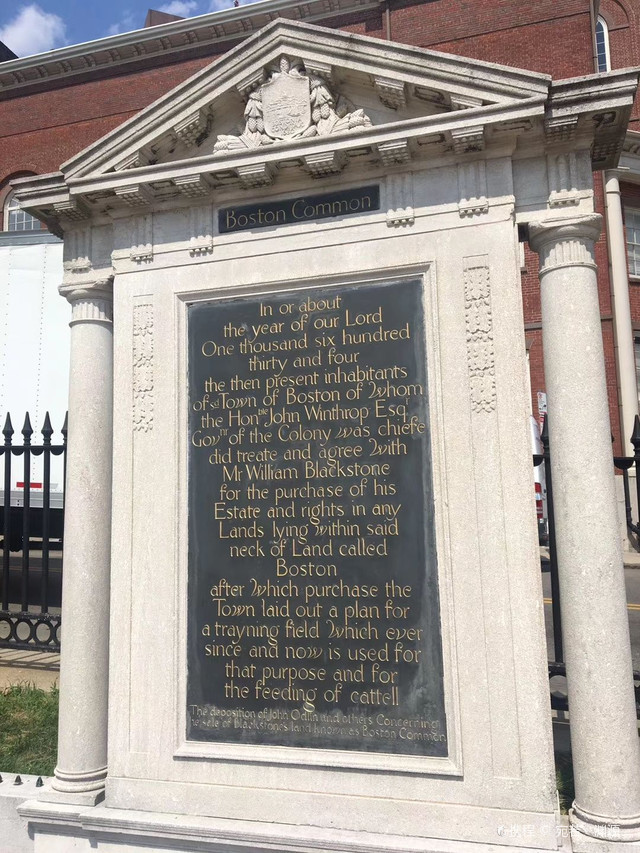 Boston Common
In or about
the year of our Lord
One thousand six hundred
thirty and four
the then present inhabitants
of sd Town of Boston of Whom
the Honble John Winthrop Esqr
Govnr of the Colony was chiefe
did treate and agree With
Mr William Blackstone
for the purchase of his
Estate and rights in any
Lands lying within said
neck of Land called
Boston
after Which purchase the
Town laid out a plan for
a trayning field Which ever
since and now is used for
that purpose and for
the feeding of cattell
The deposition of John Odlin and others Concerning
the sale of Blackstone's land known as Boston Common